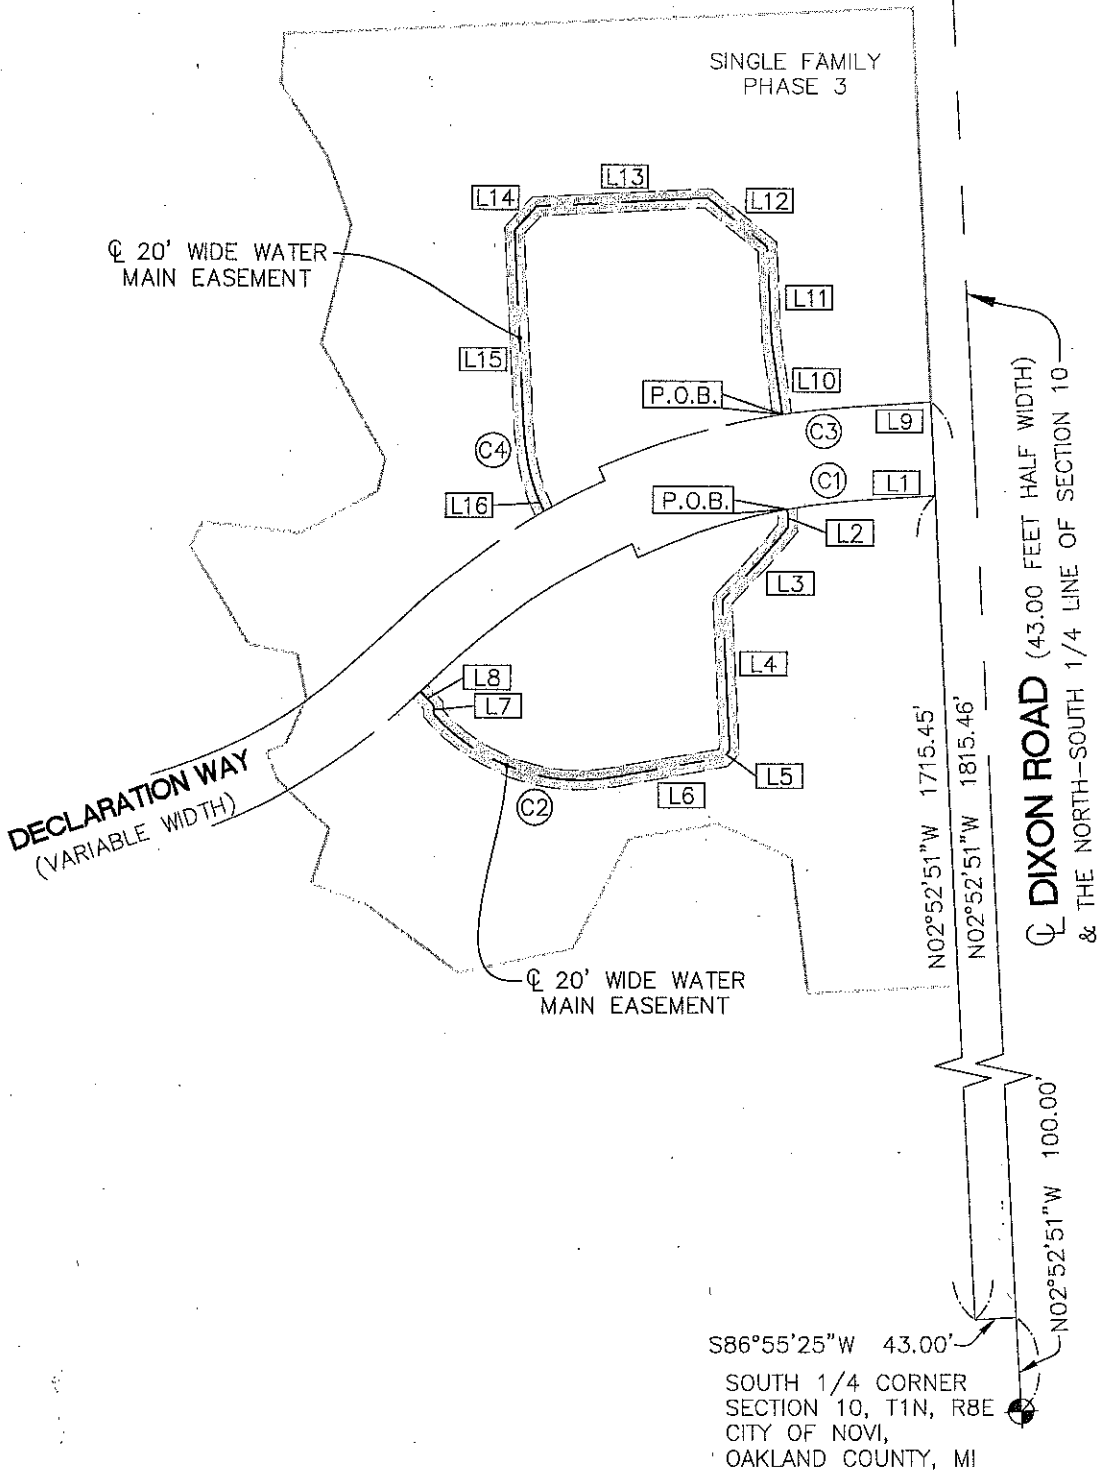 SINGLE FAMILY
PHASE 3
L13
L14
L12
℄ 20' WIDE WATER
MAIN EASEMENT
L11
L15
L10
P.O.B.
L9
C3
C4
C1
L1
L16
P.O.B.
L2
L3
L4
L8
L7
L5
L6
C2
DECLARATION WAY
(VARIABLE WIDTH)
℄ 20' WIDE WATER
MAIN EASEMENT
N02°52'51"W 1715.45'
N02°52'51"W 1815.46'
℄ DIXON ROAD (43.00 FEET HALF WIDTH)
& THE NORTH-SOUTH 1/4 LINE OF SECTION 10
N02°52'51"W 100.00'
S86°55'25"W 43.00'
SOUTH 1/4 CORNER
SECTION 10, T1N, R8E
CITY OF NOVI,
OAKLAND COUNTY, MI